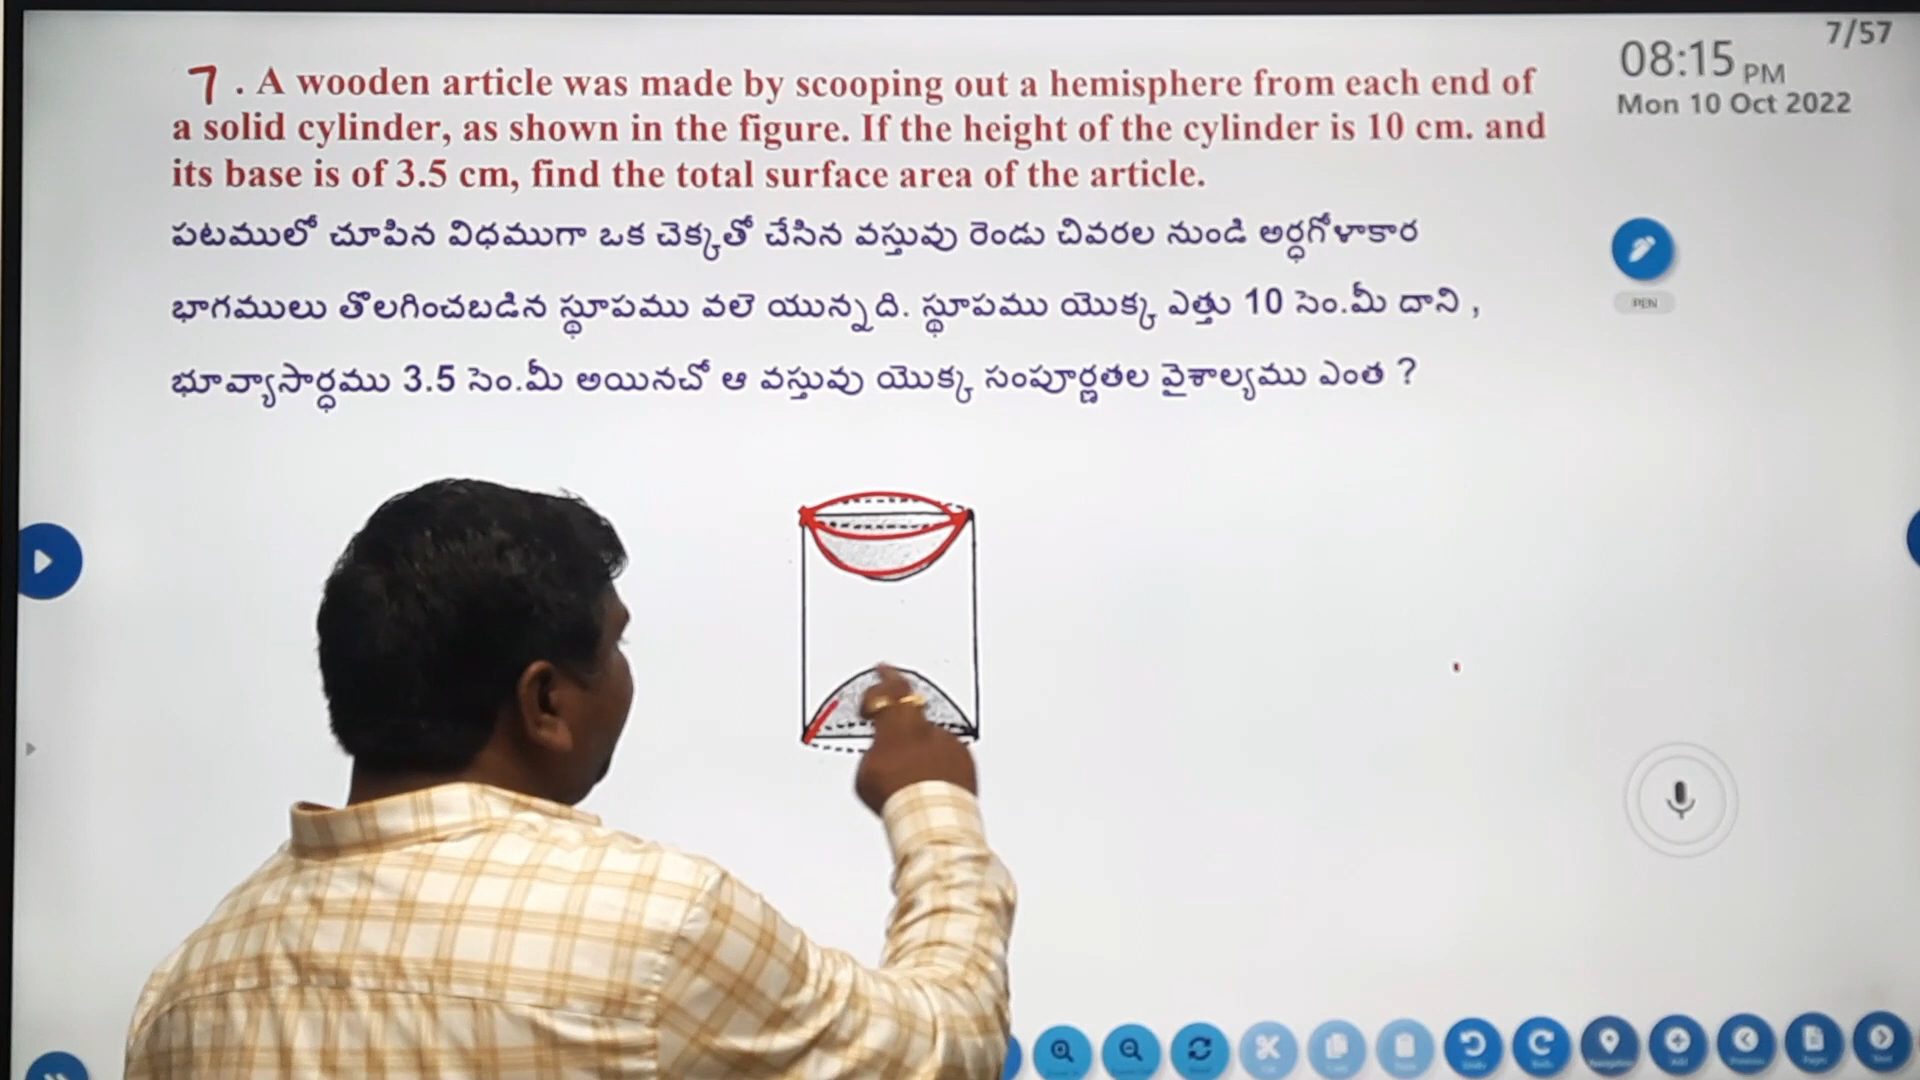 7/57
08:15 PM
Mon 10 Oct 2022
7. A wooden article was made by scooping out a hemisphere from each end of
a solid cylinder, as shown in the figure. If the height of the cylinder is 10 cm. and
its base is of 3.5 cm, find the total surface area of the article.
పటములో చూపిన విధముగా ఒక చెక్కతో చేసిన వస్తువు రెండు చివరల నుండి అర్ధగోళాకార
భాగములు తొలగించబడిన స్థూపము వలె యున్నది. స్థూపము యొక్క ఎత్తు 10 సెం.మీ దాని ,
భూవ్యాసార్ధము 3.5 సెం.మీ అయినచో ఆ వస్తువు యొక్క సంపూర్ణతల వైశాల్యము ఎంత ?
PEN